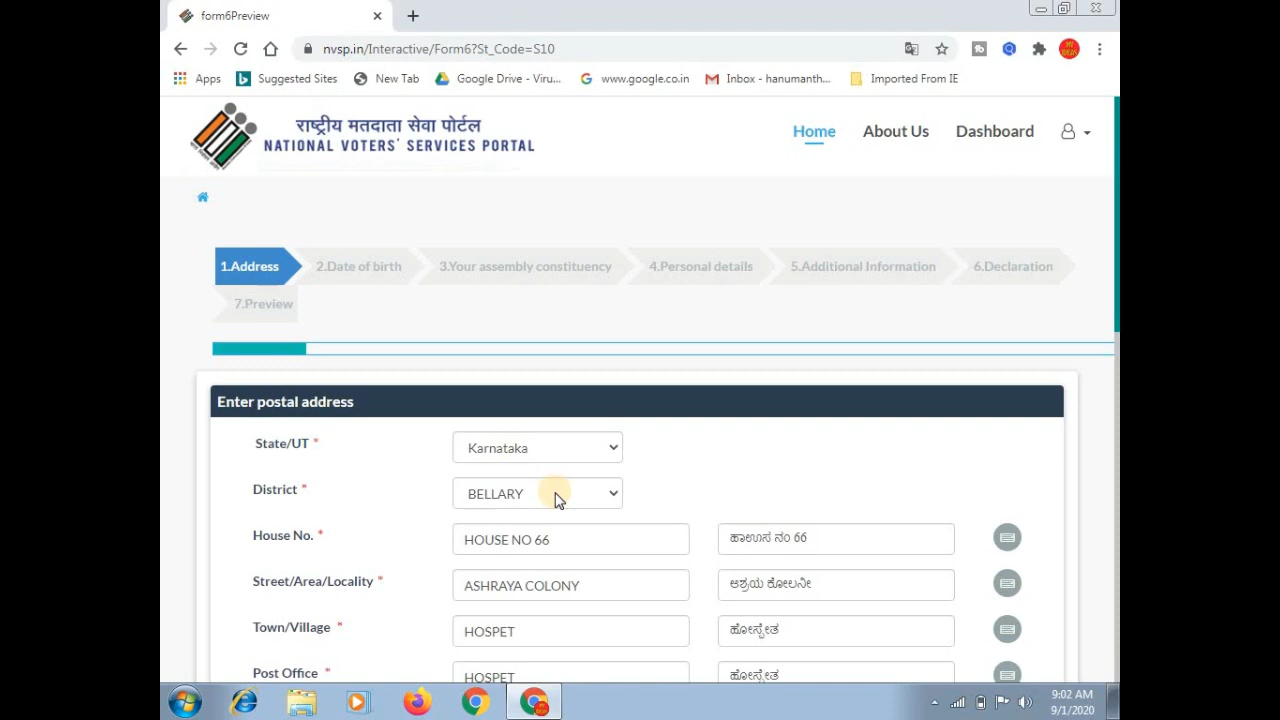 form6Preview
nvsp.in/Interactive/Form6?St_Code=S10
Apps Suggested Sites New Tab Google Drive - Viru... www.google.co.in Inbox - hanumanth... Imported From IE
राष्ट्रीय मतदाता सेवा पोर्टल
NATIONAL VOTERS' SERVICES PORTAL
Home About Us Dashboard
1.Address 2.Date of birth 3.Your assembly constituency 4.Personal details 5.Additional Information 6.Declaration
7.Preview
Enter postal address
State/UT * Karnataka
District * BELLARY
House No. * HOUSE NO 66 ಹಾಊಸ ನಂ 66
Street/Area/Locality * ASHRAYA COLONY ಆಶ್ರಯ ಕೋಲನೀ
Town/Village * HOSPET ಹೋಸ್ಪೇತ
Post Office * HOSPET ಹೋಸ್ಪೇತ
9:02 AM
9/1/2020